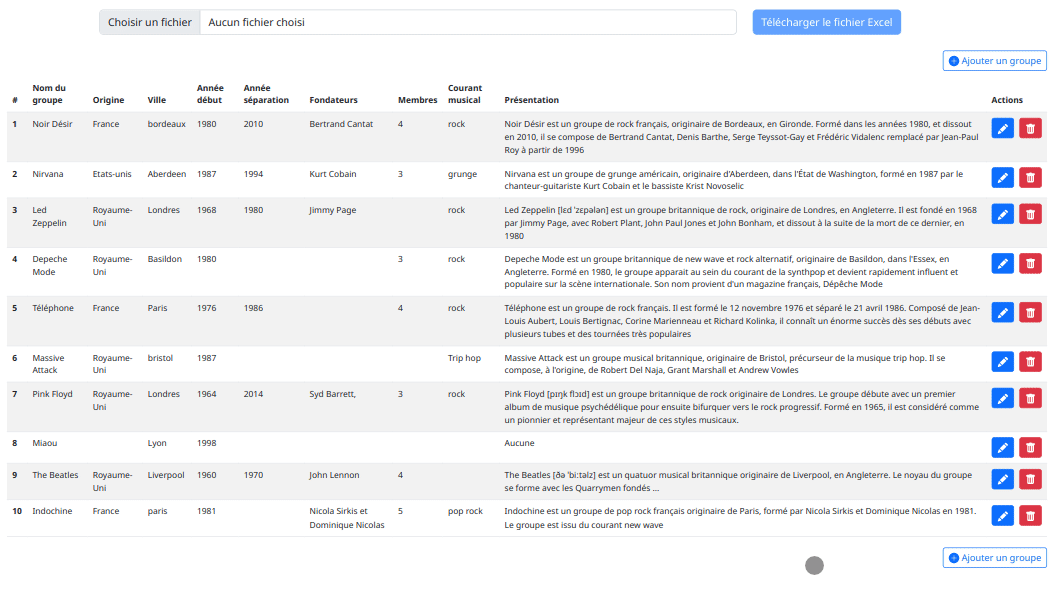 Choisir un fichier Aucun fichier choisi Télécharger le fichier Excel
Ajouter un groupe
# Nom du groupe Origine Ville Année début Année séparation Fondateurs Membres Courant musical Présentation Actions
1 Noir Désir France bordeaux 1980 2010 Bertrand Cantat 4 rock Noir Désir est un groupe de rock français, originaire de Bordeaux, en Gironde. Formé dans les années 1980, et dissout
en 2010, il se compose de Bertrand Cantat, Denis Barthe, Serge Teyssot-Gay et Frédéric Vidalenc remplacé par Jean-Paul
Roy à partir de 1996
2 Nirvana Etats-unis Aberdeen 1987 1994 Kurt Cobain 3 grunge Nirvana est un groupe de grunge américain, originaire d'Aberdeen, dans l'État de Washington, formé en 1987 par le
chanteur-guitariste Kurt Cobain et le bassiste Krist Novoselic
3 Led Royaume- Londres 1968 1980 Jimmy Page rock Led Zeppelin [lɛd ˈzɛpəlɪn] est un groupe britannique de rock, originaire de Londres, en Angleterre. Il est fondé en 1968
Zeppelin Uni par Jimmy Page, avec Robert Plant, John Paul Jones et John Bonham, et dissout à la suite de la mort de ce dernier, en
1980
4 Depeche Royaume- Basildon 1980 3 rock Depeche Mode est un groupe britannique de new wave et rock alternatif, originaire de Basildon, dans l'Essex, en
Mode Uni Angleterre. Formé en 1980, le groupe apparait au sein du courant de la synthpop et devient rapidement influent et
populaire sur la scène internationale. Son nom provient d'un magazine français, Dépêche Mode
5 Téléphone France Paris 1976 1986 4 rock Téléphone est un groupe de rock français. Il est formé le 12 novembre 1976 et séparé le 21 avril 1986. Composé de Jean-
Louis Aubert, Louis Bertignac, Corine Marienneau et Richard Kolinka, il connaît un énorme succès dès ses débuts avec
plusieurs tubes et des tournées très populaires
6 Massive Royaume- bristol 1987 Trip hop Massive Attack est un groupe musical britannique, originaire de Bristol, précurseur de la musique trip hop. Il se
Attack Uni compose, à l'origine, de Robert Del Naja, Grant Marshall et Andrew Vowles
7 Pink Floyd Royaume- Londres 1964 2014 Syd Barrett, 3 rock Pink Floyd [pɪŋk flɔɪd] est un groupe britannique de rock originaire de Londres. Le groupe débute avec un premier
Uni album de musique psychédélique pour ensuite bifurquer vers le rock progressif. Formé en 1965, il est considéré comme
un pionnier et représentant majeur de ces styles musicaux.
8 Miaou Lyon 1998 Aucune
9 The Beatles Royaume- Liverpool 1960 1970 John Lennon 4 The Beatles [ðə ˈbiːtəlz] est un quatuor musical britannique originaire de Liverpool, en Angleterre. Le noyau du groupe
Uni se forme avec les Quarrymen fondés ...
10 Indochine France paris 1981 Nicola Sirkis et 5 pop rock Indochine est un groupe de pop rock français originaire de Paris, formé par Nicola Sirkis et Dominique Nicolas en 1981.
Dominique Nicolas Le groupe est issu du courant new wave
Ajouter un groupe